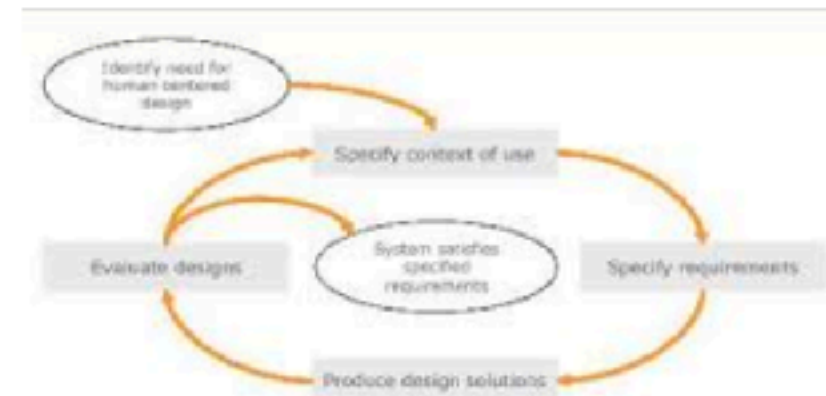 Identify need for
human centered
design
Specify context of use
Evaluate designs
System satisfies
specified
requirements
Specify requirements
Produce design solutions